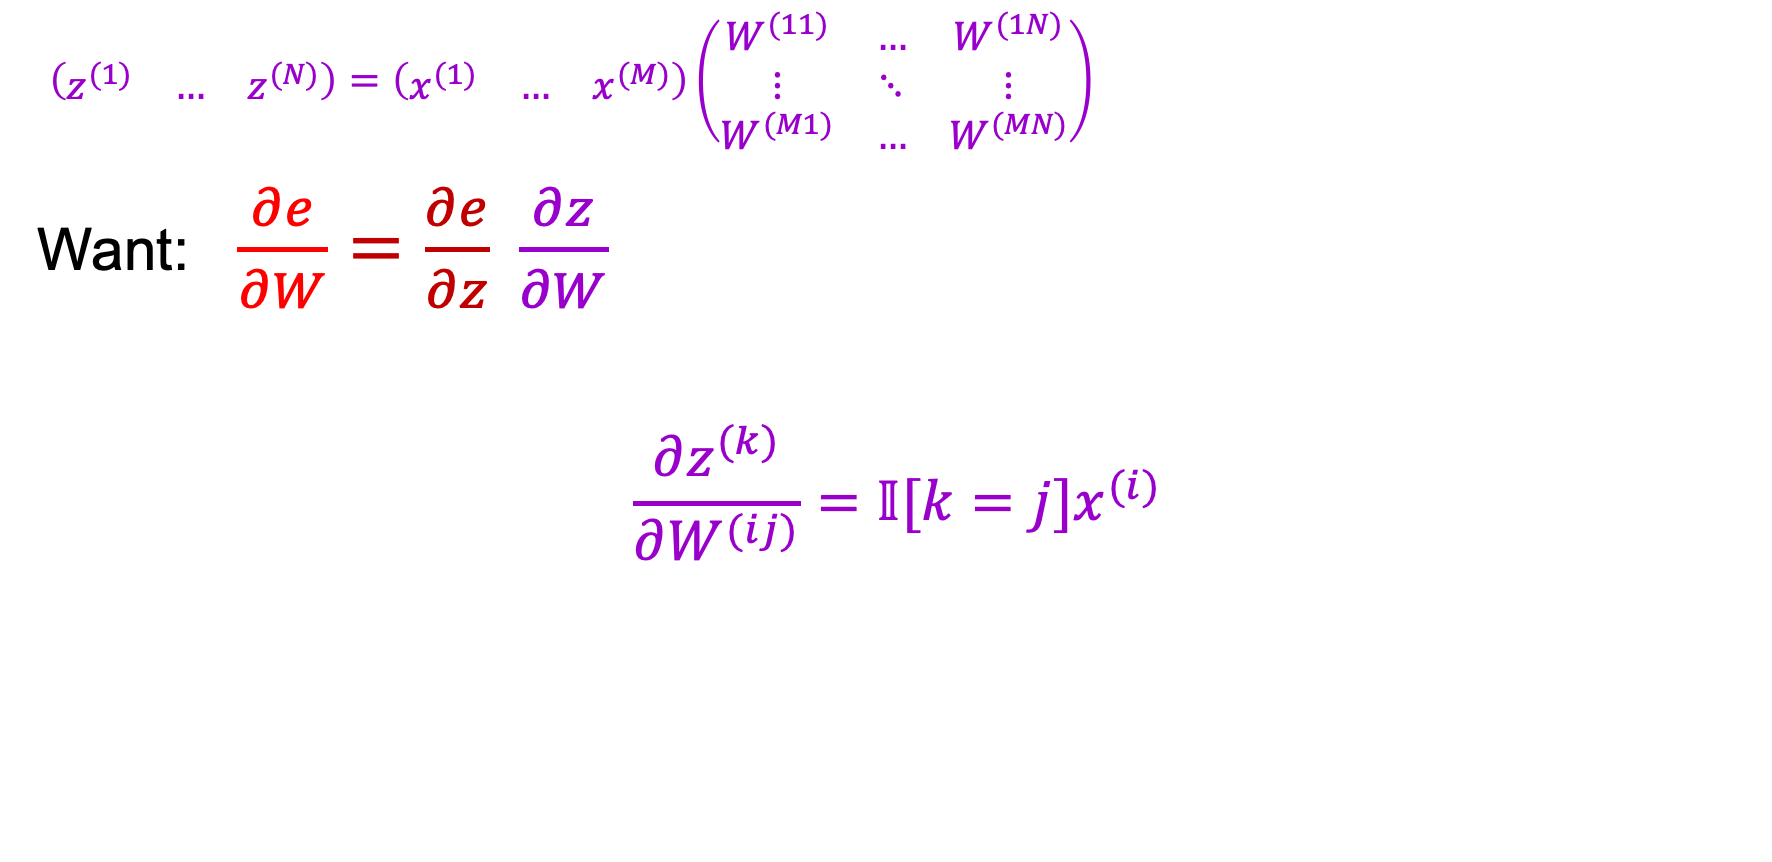 (z^(1) … z^(N)) = (x^(1) … x^(M)) (W^(11) … W^(1N) ⋮ ⋱ ⋮ W^(M1) … W^(MN))
Want: ∂e/∂W = ∂e/∂z ∂z/∂W
∂z^(k)/∂W^(ij) = 𝕀[k = j]x^(i)